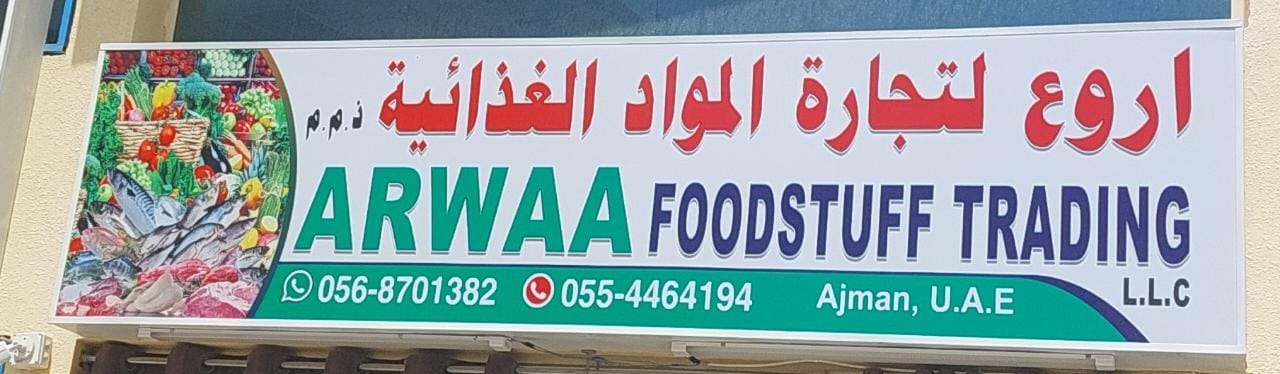 اروع لتجارة المواد الغذائية ذ.م.م
ARWAA FOODSTUFF TRADING
L.L.C
056-8701382 055-4464194 Ajman, U.A.E